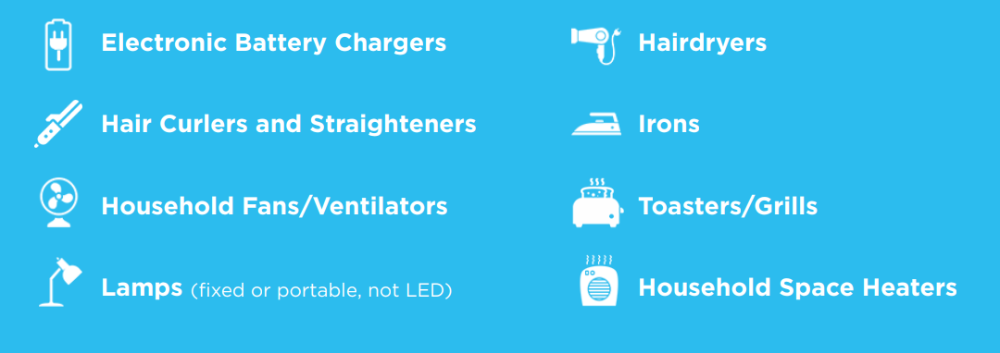 Electronic Battery Chargers
Hairdryers
Hair Curlers and Straighteners
Irons
Household Fans/Ventilators
Toasters/Grills
Lamps (fixed or portable, not LED)
Household Space Heaters